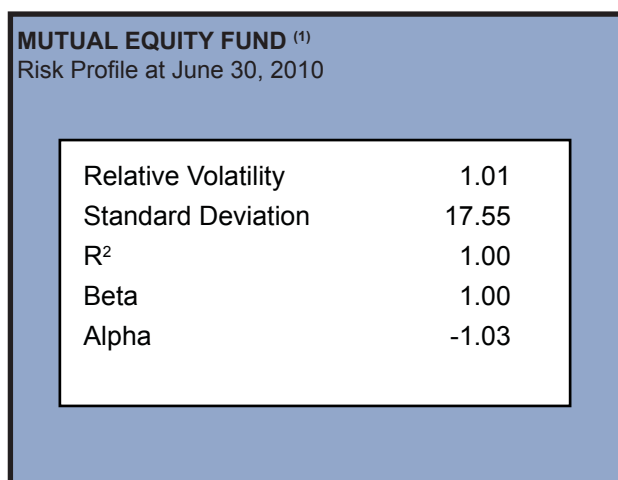 MUTUAL EQUITY FUND (1)
Risk Profile at June 30, 2010
Relative Volatility 1.01
Standard Deviation 17.55
R² 1.00
Beta 1.00
Alpha -1.03